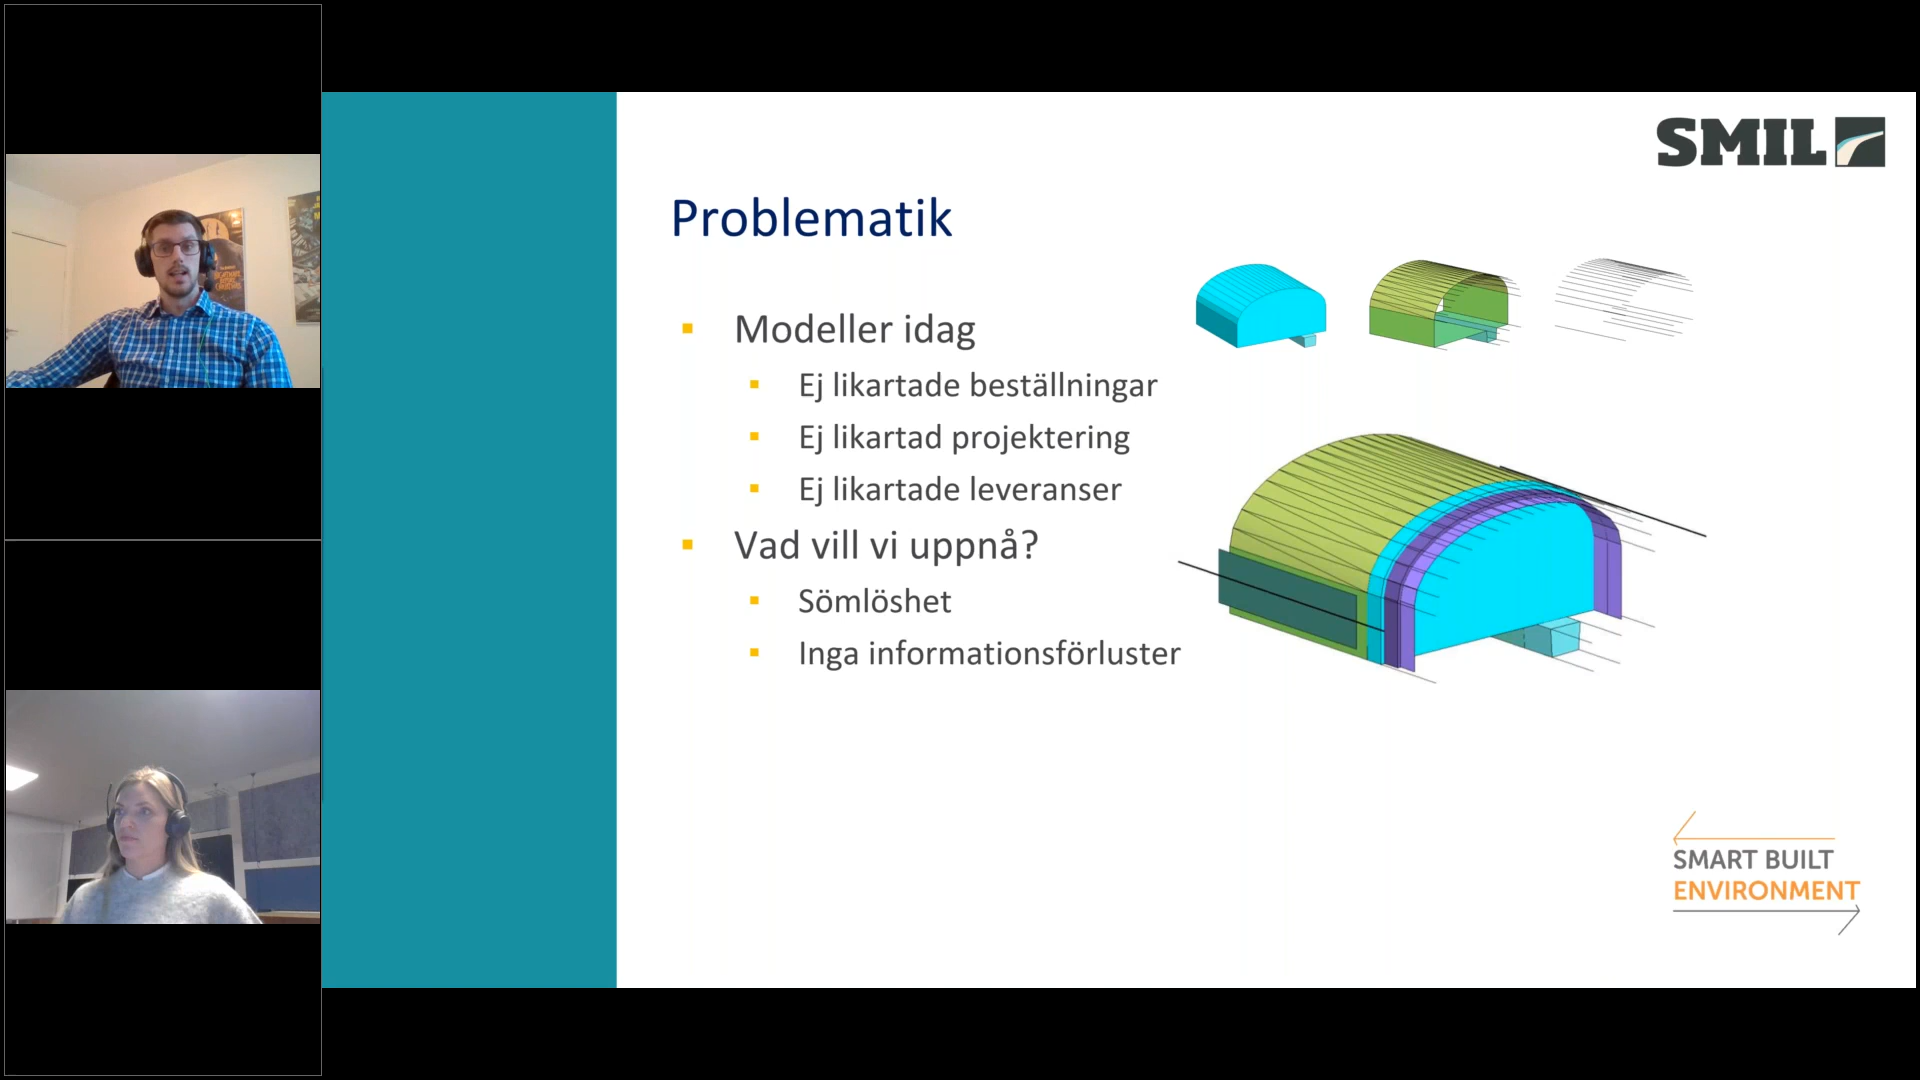 SMIL
Problematik
Modeller idag
Ej likartade beställningar
Ej likartad projektering
Ej likartade leveranser
Vad vill vi uppnå?
Sömlöshet
Inga informationsförluster
SMART BUILT
ENVIRONMENT